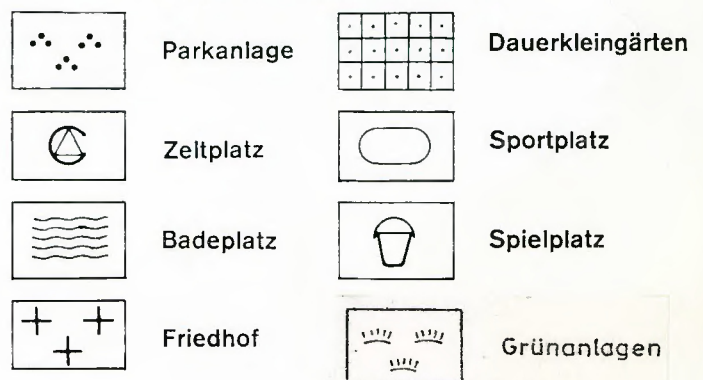 Parkanlage
Dauerkleingärten
Zeltplatz
Sportplatz
Badeplatz
Spielplatz
Friedhof
Grünanlagen